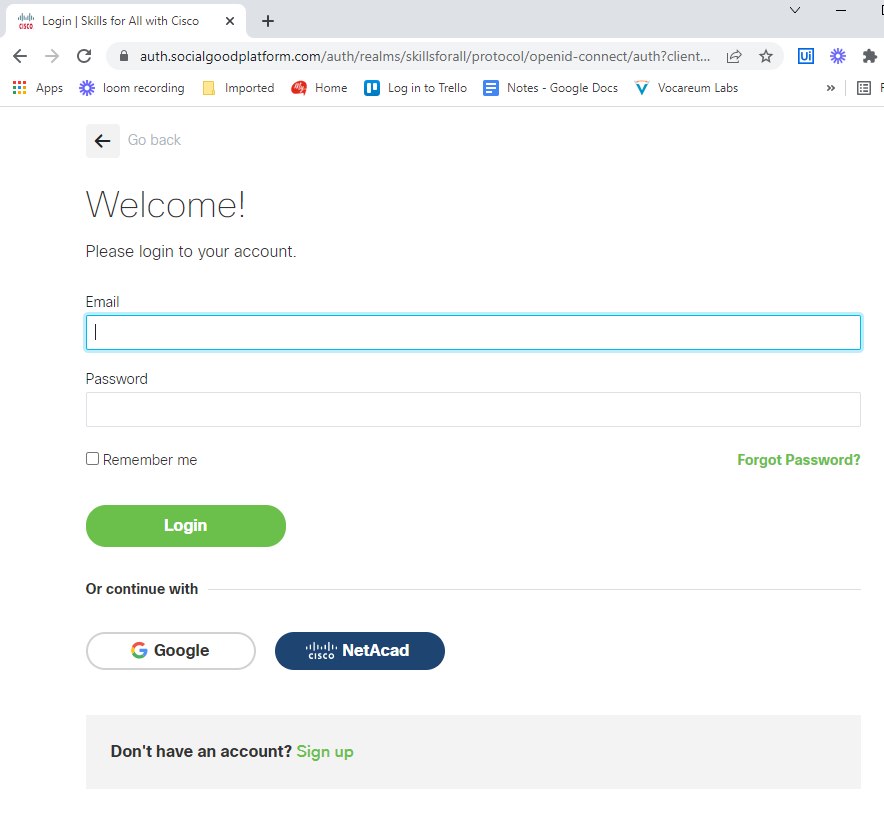 Login | Skills for All with Cisco
auth.socialgoodplatform.com/auth/realms/skillsforall/protocol/openid-connect/auth?client...
Apps loom recording Imported Home Log in to Trello Notes - Google Docs Vocareum Labs »
Go back
Welcome!
Please login to your account.
Email
Password
Remember me Forgot Password?
Login
Or continue with
Google CISCO NetAcad
Don't have an account? Sign up